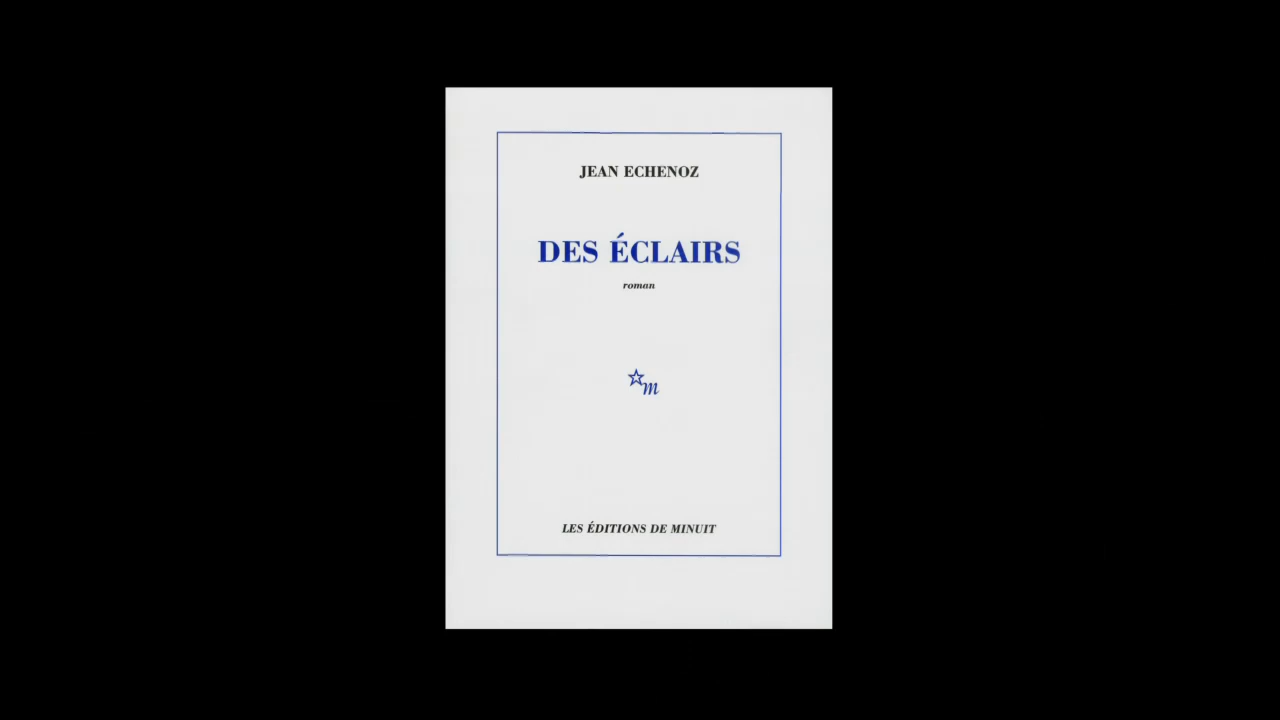 JEAN ECHENOZ
DES ÉCLAIRS
roman
m
LES ÉDITIONS DE MINUIT